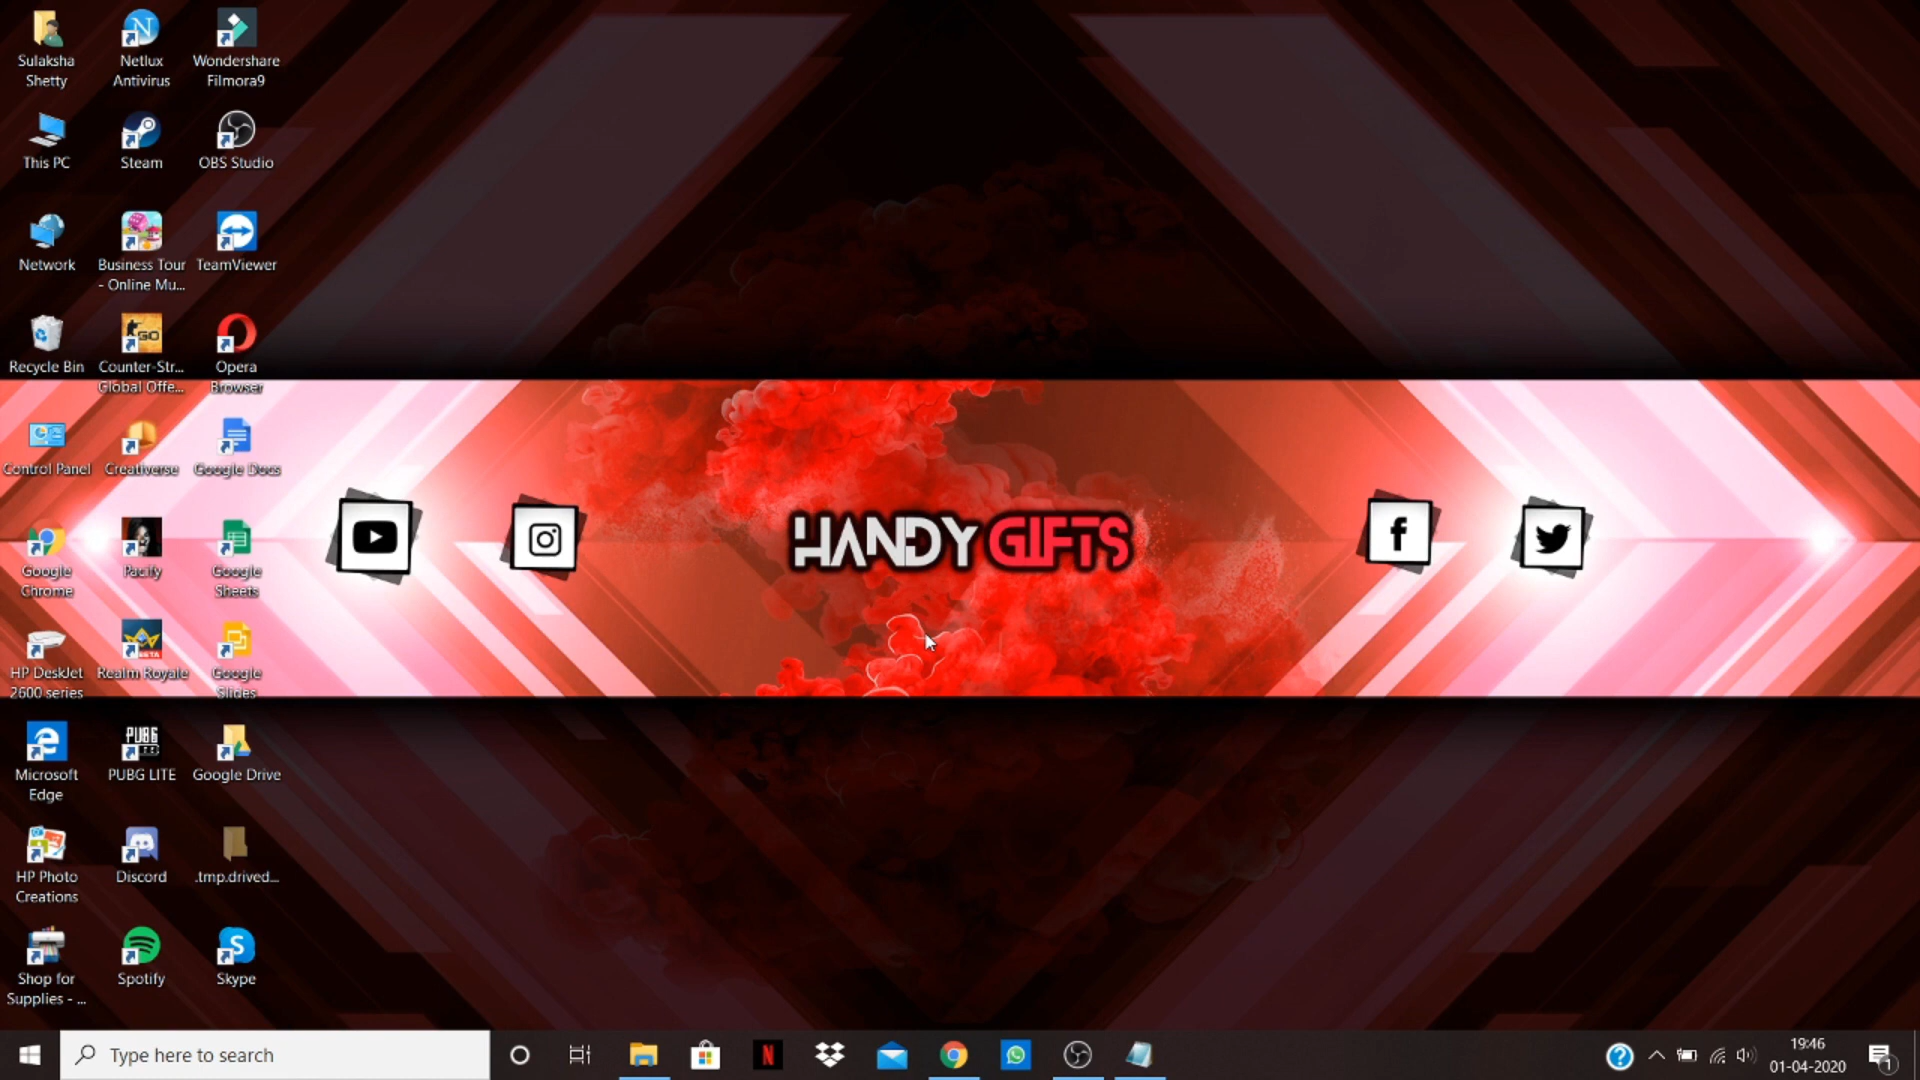 Sulaksha
Shetty
Netlux
Antivirus
Wondershare
Filmora9
This PC
Steam
OBS Studio
Network
Business Tour
- Online Mu...
TeamViewer
Recycle Bin
GO
Counter-Str...
Global Offe...
Opera
Browser
Control Panel
Creativerse
Google Docs
Google
Chrome
Pacify
Google
Sheets
HANDY GIFTS
HP DeskJet
2600 series
Realm Royale
Google
Slides
Microsoft
Edge
PUBG
PUBG LITE
Google Drive
HP Photo
Creations
Discord
.tmp.drived...
Shop for
Supplies - ...
Spotify
Skype
Type here to search
19:46
01-04-2020
1